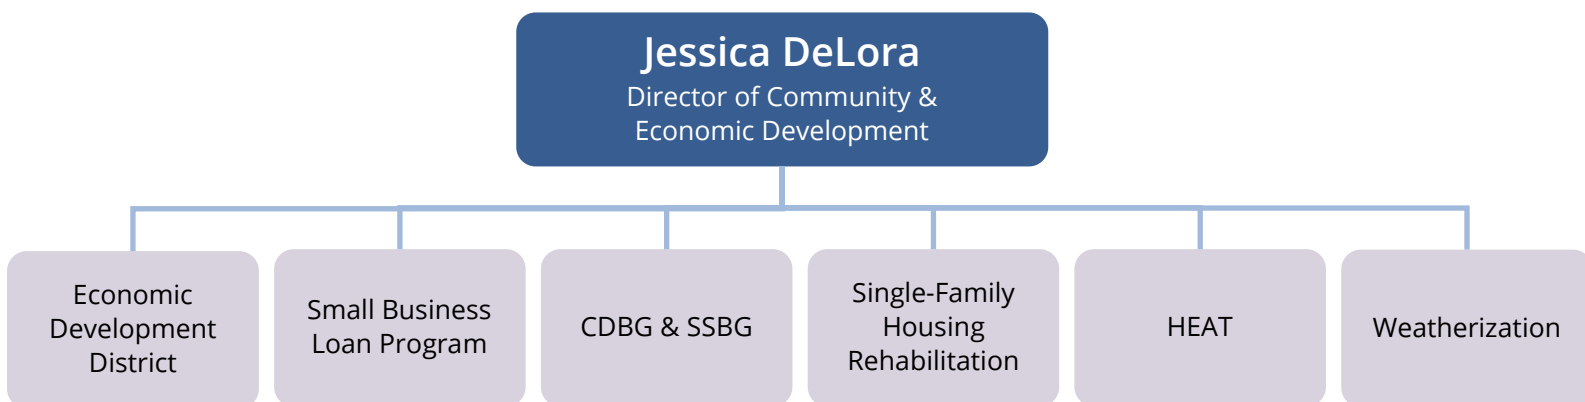 Jessica DeLora
Director of Community &
Economic Development
Economic
Development
District
Small Business
Loan Program
CDBG & SSBG
Single-Family
Housing
Rehabilitation
HEAT
Weatherization